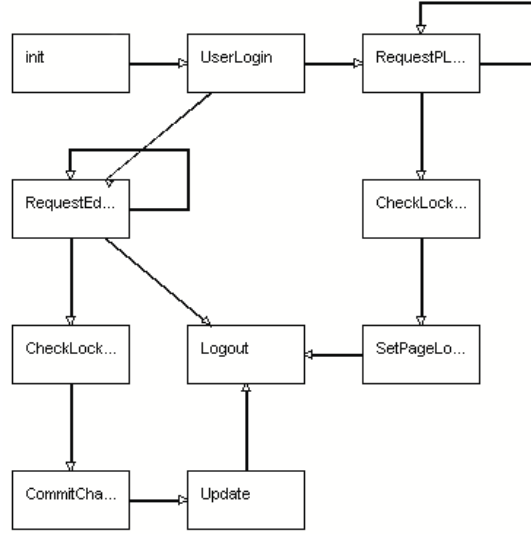 init
UserLogin
RequestPL...
RequestEd...
CheckLock...
CheckLock...
Logout
SetPageLo...
CommitCha...
Update